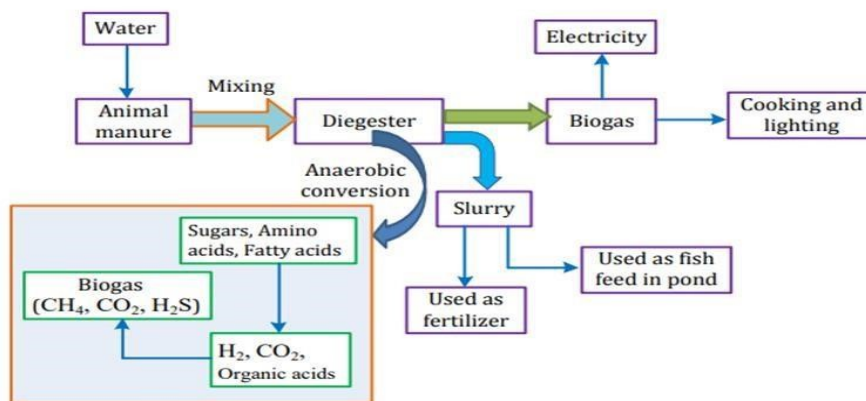 Water
Electricity
Mixing
Animal
manure
Diegester
Biogas
Cooking and
lighting
Anaerobic
conversion
Slurry
Sugars, Amino
acids, Fatty acids
Used as fish
feed in pond
Biogas
(CH₄, CO₂, H₂S)
Used as
fertilizer
H₂, CO₂,
Organic acids